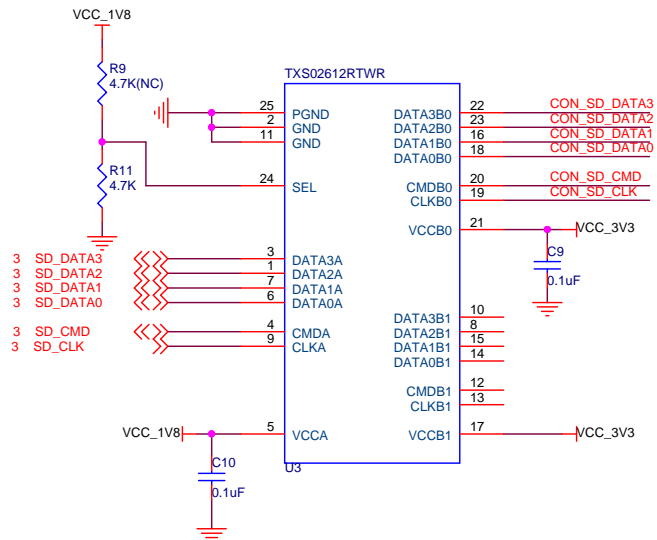 VCC_1V8
R9
4.7K(NC)
TXS02612RTWR
25 PGND DATA3B0 22 CON_SD_DATA3
2 GND DATA2B0 23 CON_SD_DATA2
11 GND DATA1B0 16 CON_SD_DATA1
DATA0B0 18 CON_SD_DATA0
R11
4.7K
24 SEL CMDB0 20 CON_SD_CMD
CLKB0 19 CON_SD_CLK
VCCB0 21 VCC_3V3
C9
0.1uF
3 SD_DATA3 3 DATA3A
3 SD_DATA2 1 DATA2A
3 SD_DATA1 7 DATA1A
3 SD_DATA0 6 DATA0A
DATA3B1 10
3 SD_CMD 4 CMDA DATA2B1 8
3 SD_CLK 9 CLKA DATA1B1 15
DATA0B1 14
CMDB1 12
CLKB1 13
VCC_1V8 5 VCCA VCCB1 17 VCC_3V3
C10
0.1uF
U3